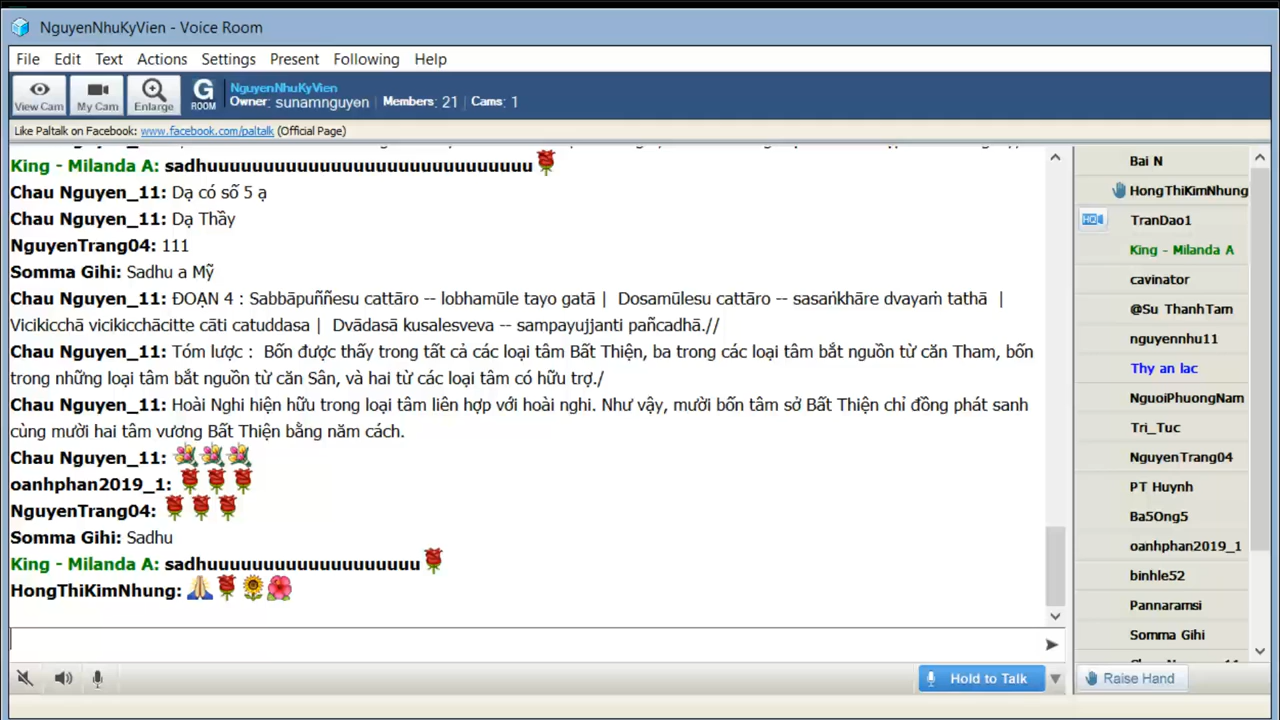 NguyenNhuKyVien - Voice Room
File Edit Text Actions Settings Present Following Help
View Cam My Cam Enlarge G ROOM
NguyenNhuKyVien
Owner: sunamnguyen Members: 21 Cams: 1
Like Paltalk on Facebook: www.facebook.com/paltalk (Official Page)
King - Milanda A: sadhuuuuuuuuuuuuuuuuuuuuuuuuuuuuu
Chau Nguyen_11: Dạ có số 5 ạ
Chau Nguyen_11: Dạ Thầy
NguyenTrang04: 111
Somma Gihi: Sadhu a Mỹ
Chau Nguyen_11: ĐOẠN 4 : Sabbāpuññesu cattāro -- lobhamūle tayo gatā | Dosamūlesu cattāro -- sasaṅkhāre dvayaṁ tathā |
Vicikicchā vicikicchācitte cāti catuddasa | Dvādasā kusalesveva -- sampayujjanti pañcadhā.//
Chau Nguyen_11: Tóm lược : Bốn được thấy trong tất cả các loại tâm Bất Thiện, ba trong các loại tâm bắt nguồn từ căn Tham, bốn
trong những loại tâm bắt nguồn từ căn Sân, và hai từ các loại tâm có hữu trợ./
Chau Nguyen_11: Hoài Nghi hiện hữu trong loại tâm liên hợp với hoài nghi. Như vậy, mười bốn tâm sở Bất Thiện chỉ đồng phát sanh
cùng mười hai tâm vương Bất Thiện bằng năm cách.
Chau Nguyen_11:
oanhphan2019_1:
NguyenTrang04:
Somma Gihi: Sadhu
King - Milanda A: sadhuuuuuuuuuuuuuuuuuuu
HongThiKimNhung:
Hold to Talk
Bai N
HongThiKimNhung
HQ TranDao1
King - Milanda A
cavinator
@Su ThanhTam
nguyennhu11
Thy an lac
NguoiPhuongNam
Tri_Tuc
NguyenTrang04
PT Huynh
Ba5Ong5
oanhphan2019_1
binhle52
Pannaramsi
Somma Gihi
Raise Hand